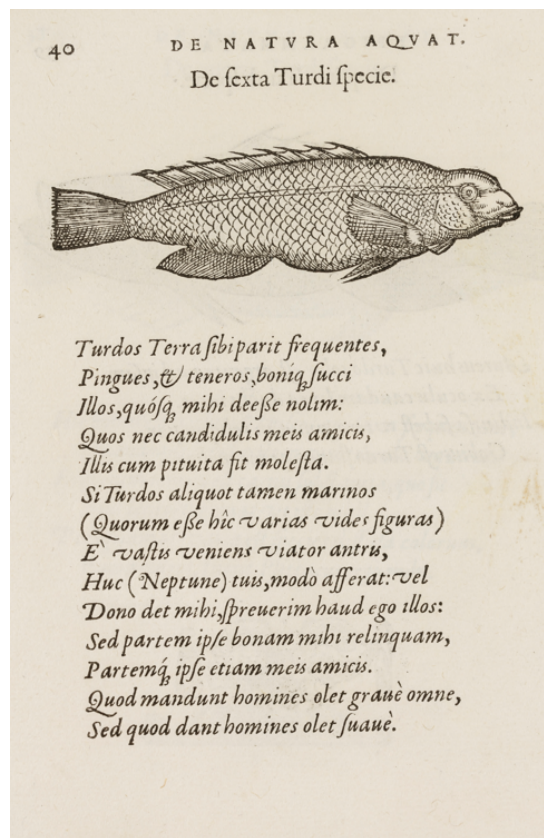 40 DE NATVRA AQVAT.
De ſexta Turdi ſpecie.
Turdos Terra ſibi parit frequentes,
Pingues, & teneros, boniq́; ſucci
Illos, quóſq́; mihi deeſſe nolim:
Quos nec candidulis meis amicis,
Illis cum pituita fit moleſta.
Si Turdos aliquot tamen marinos
(Quorum eſſe hîc varias vides figuras)
E' vaſtis veniens viator antris,
Huc (Neptune) tuis, modò afferat: vel
Dono det mihi, ſpreuerim haud ego illos:
Sed partem ipſe bonam mihi relinquam,
Partemq́; ipſe etiam meis amicis.
Quod mandunt homines olet grauè omne,
Sed quod dant homines olet ſuauè.